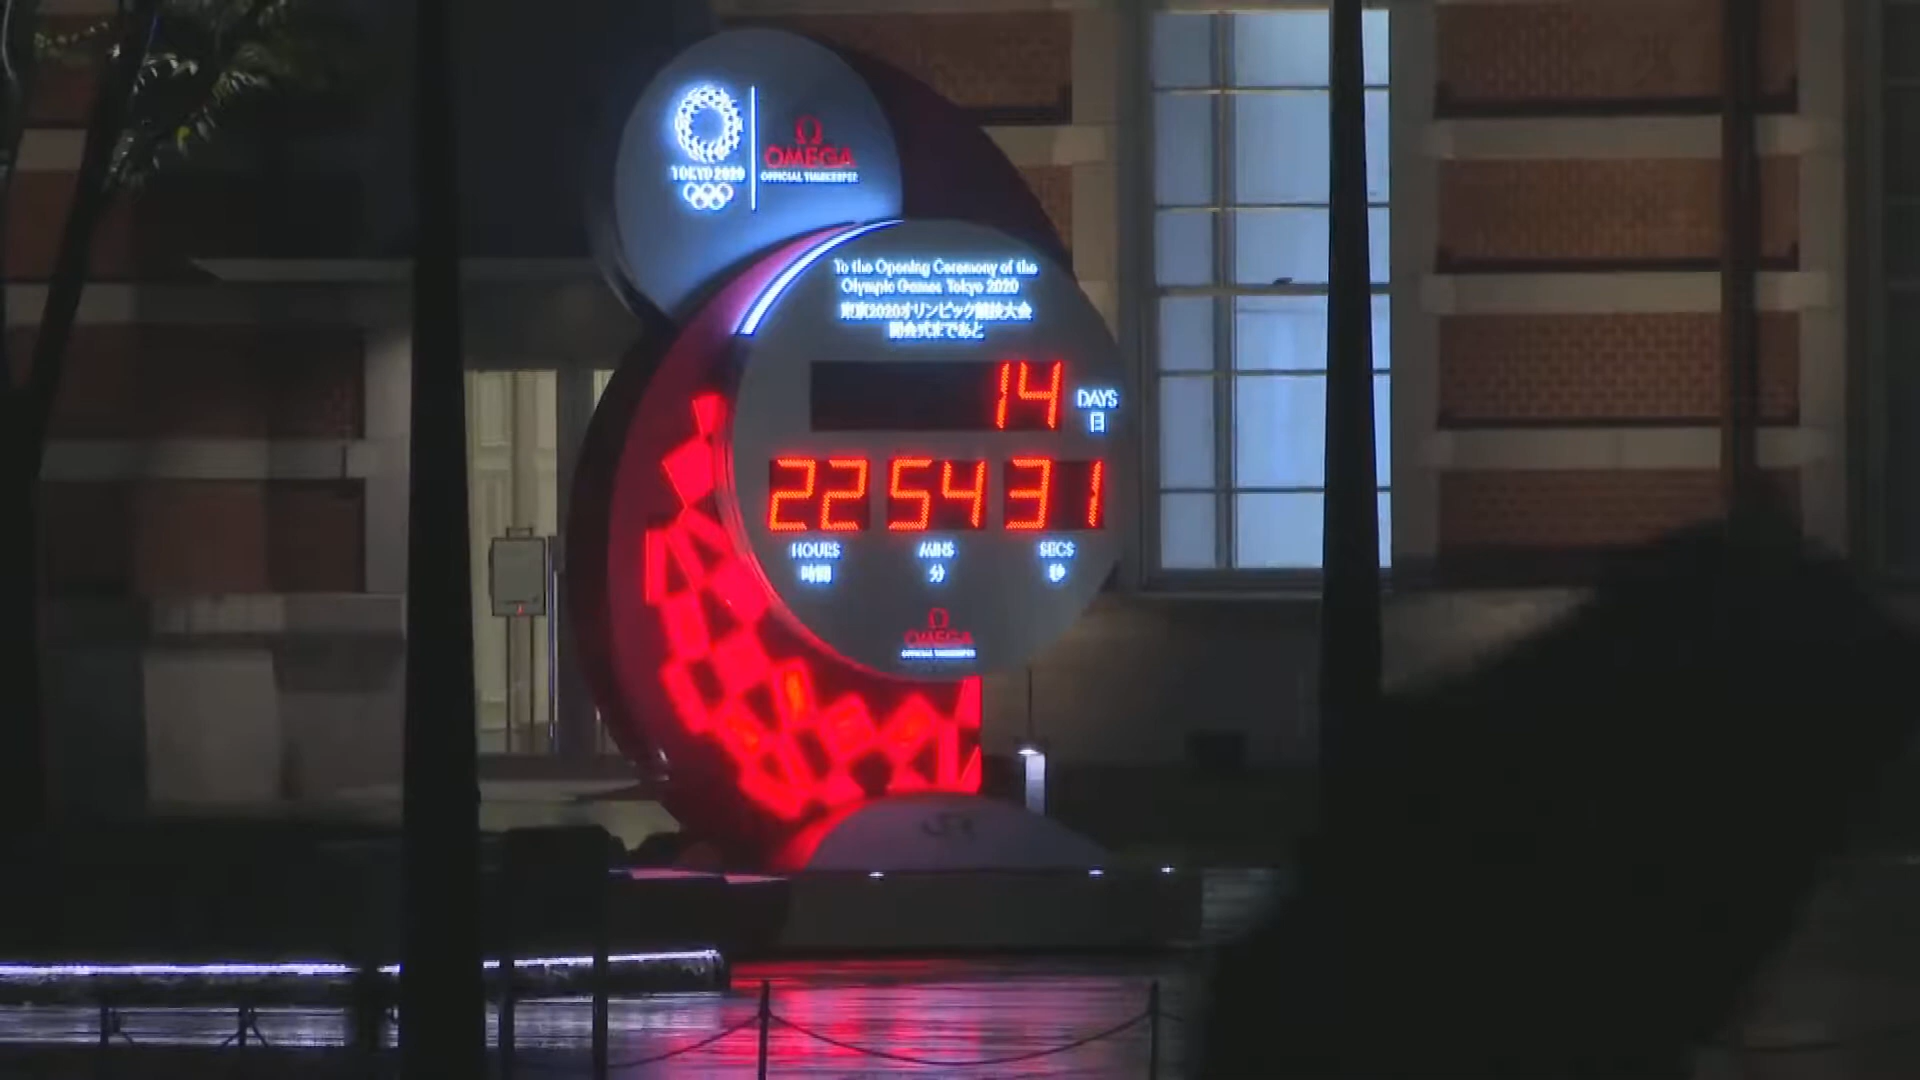 TOKYO 2020
Ω
OMEGA
OFFICIAL TIMEKEEPER
To the Opening Ceremony of the
Olympic Games Tokyo 2020
東京2020オリンピック競技大会
開会式まであと
14 DAYS
日
22 54 31
HOURS MINS SECS
時間 分 秒
Ω
OMEGA
OFFICIAL TIMEKEEPER